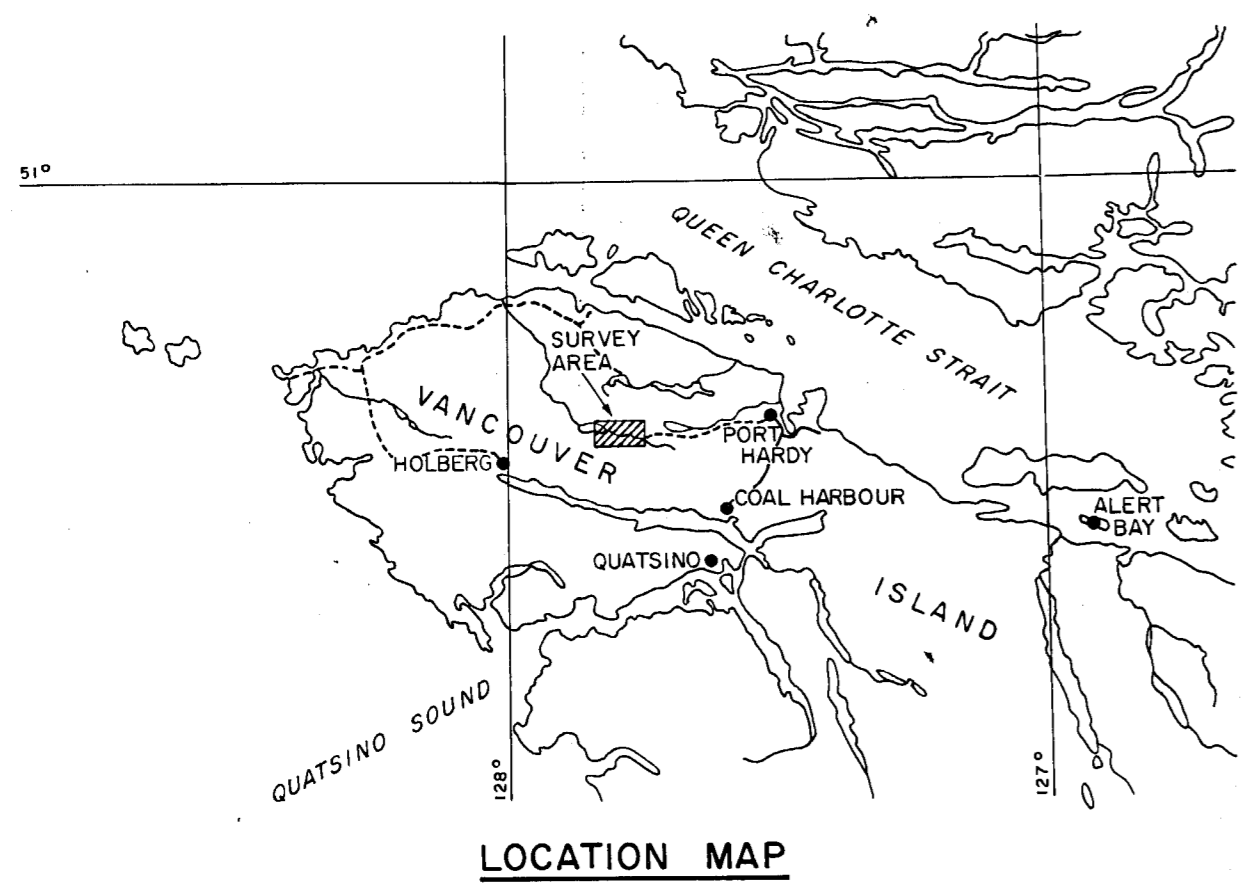 51°
QUEEN CHARLOTTE STRAIT
SURVEY
AREA
VANCOUVER
PORT
HARDY
HOLBERG
COAL HARBOUR
ALERT
BAY
QUATSINO
ISLAND
QUATSINO SOUND
128°
127°
LOCATION MAP